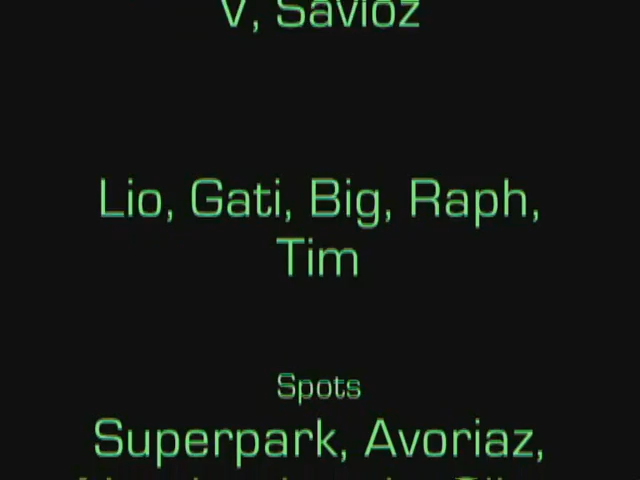 V, Savioz
Lio, Gati, Big, Raph,
Tim
Spots
Superpark, Avoriaz,